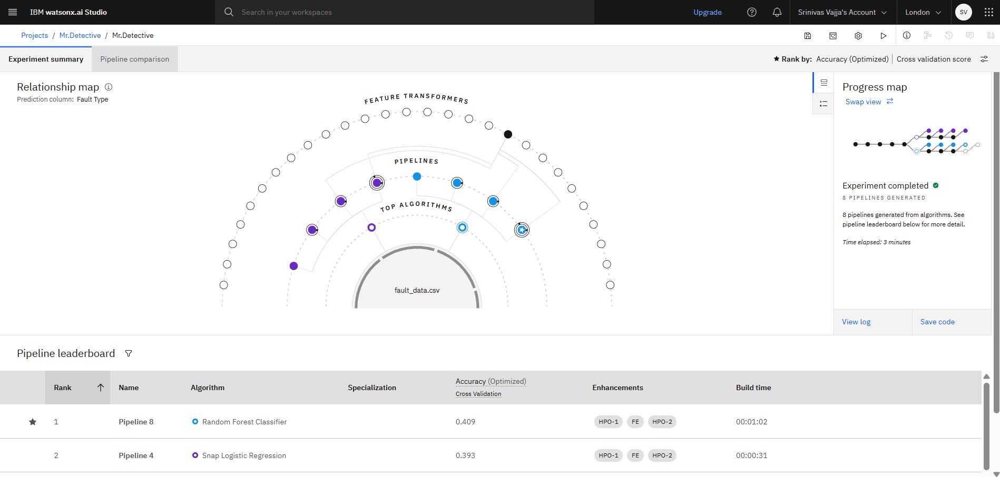 IBM watsonx.ai Studio
Search in your workspaces
Upgrade
Srinivas Vajja's Account
London
SV
Projects / Mr.Detective / Mr.Detective
Experiment summary
Pipeline comparison
Rank by: Accuracy (Optimized) | Cross validation score
Relationship map
Prediction column: Fault Type
FEATURE TRANSFORMERS
PIPELINES
TOP ALGORITHMS
fault_data.csv
Progress map
Swap view
Experiment completed
8 PIPELINES GENERATED
8 pipelines generated from algorithms. See
pipeline leaderboard below for more detail.
Time elapsed: 3 minutes
View log
Save code
Pipeline leaderboard
Rank
Name
Algorithm
Specialization
Accuracy (Optimized)
Cross Validation
Enhancements
Build time
1
Pipeline 8
Random Forest Classifier
0.409
HPO-1
FE
HPO-2
00:01:02
2
Pipeline 4
Snap Logistic Regression
0.393
HPO-1
FE
HPO-2
00:00:31